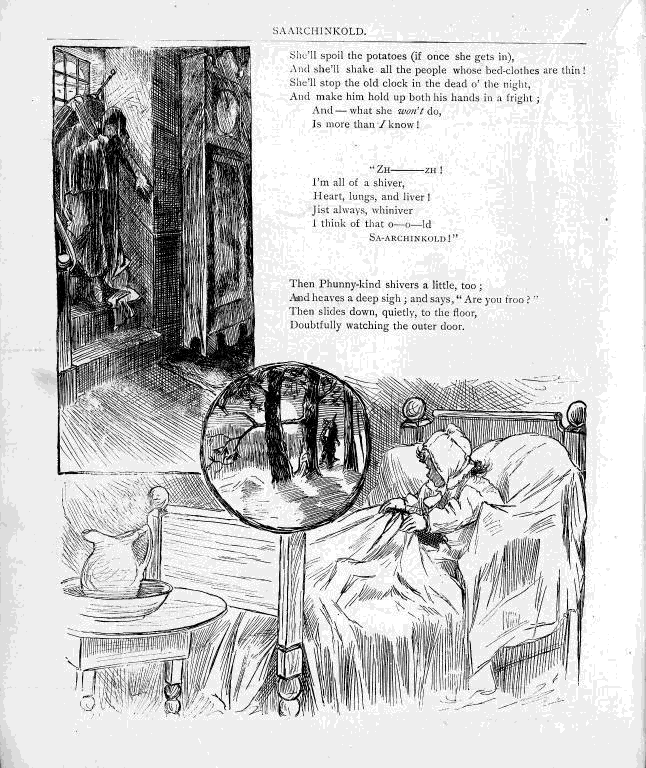 SAARCHINKOLD.
She'll spoil the potatoes (if once she gets in),
And she'll shake all the people whose bed-clothes are thin!
She'll stop the old clock in the dead o' the night,
And make him hold up both his hands in a fright;
And — what she won't do,
Is more than I know!
"ZH———ZH!
I'm all of a shiver,
Heart, lungs, and liver!
Jist always, whiniver
I think of that o—o—ld
SA-ARCHINKOLD!"
Then Phunny-kind shivers a little, too;
And heaves a deep sigh; and says, "Are you froo?"
Then slides down, quietly, to the floor,
Doubtfully watching the outer door.